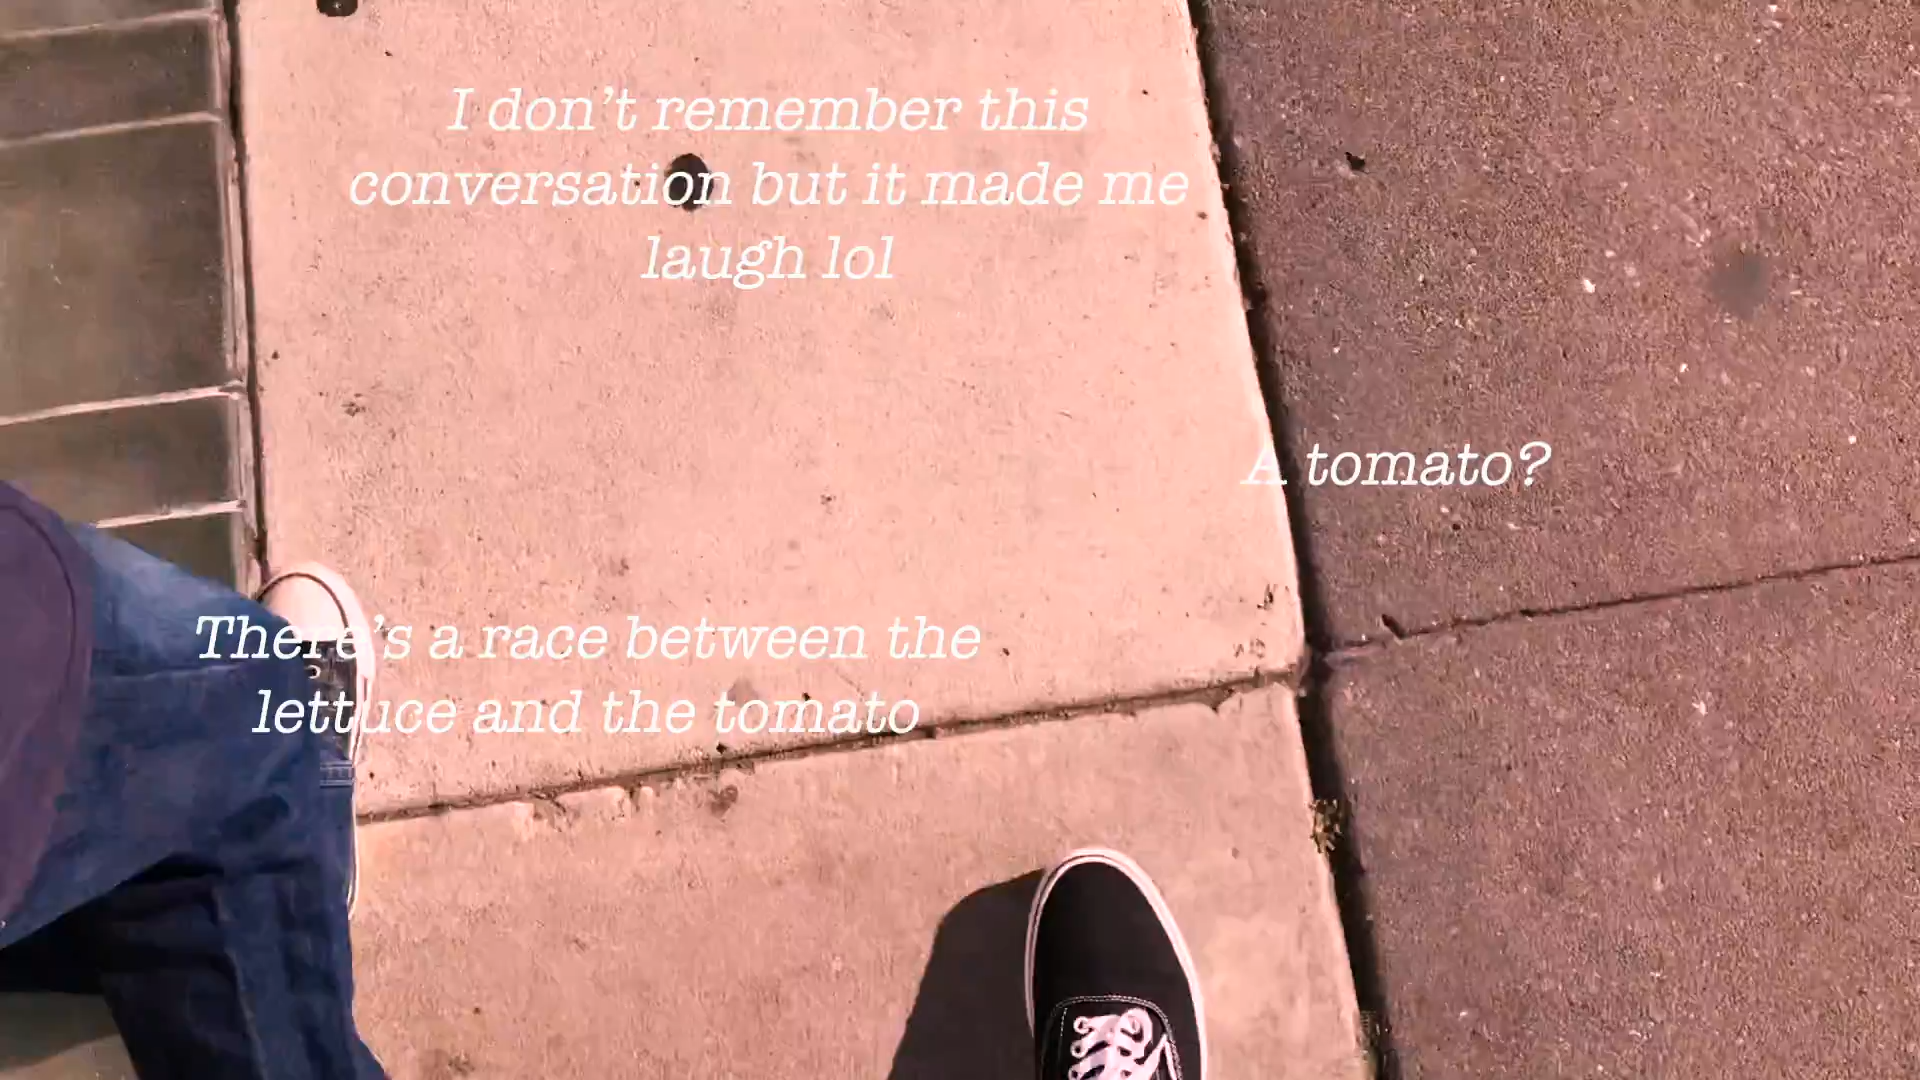 I don't remember this
conversation but it made me
laugh lol
A tomato?
There's a race between the
lettuce and the tomato